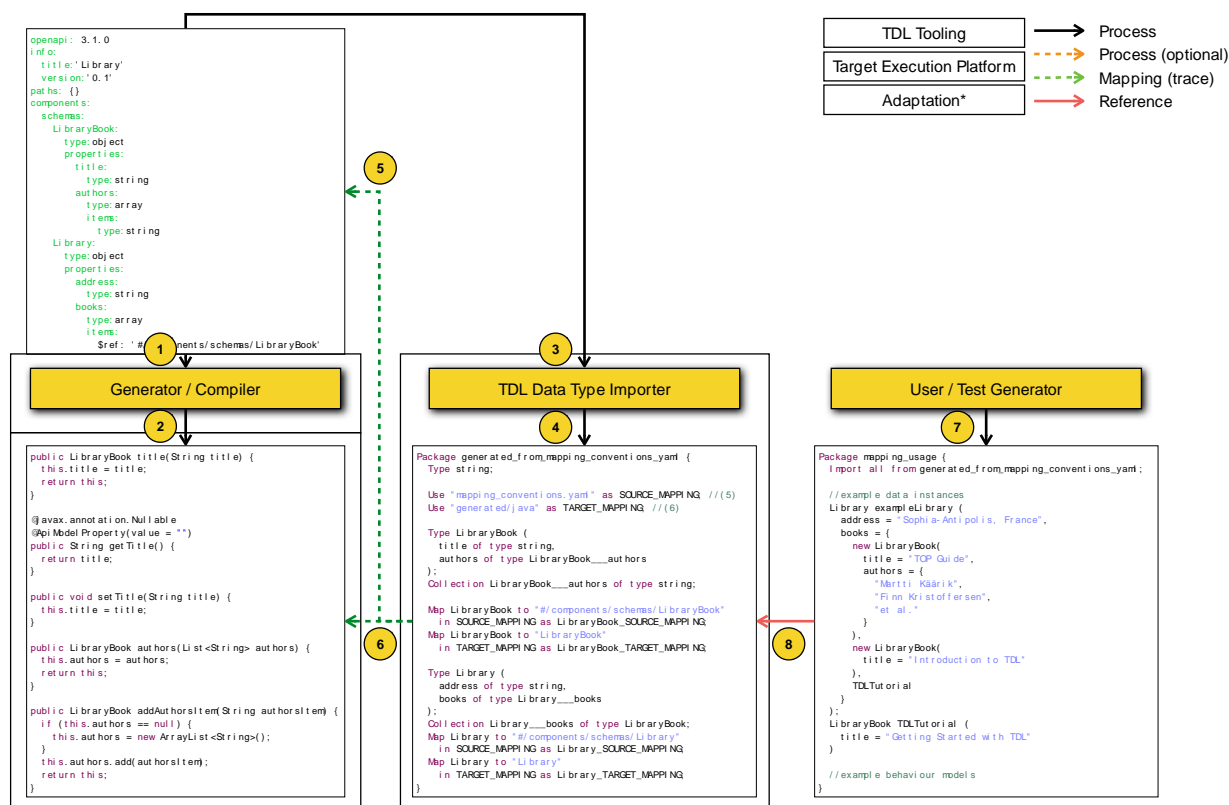 openapi: 3.1.0
info:
title:'Library'
version:'0.1'
paths: {}
components:
schemas:
LibraryBook:
type:object
properties:
title:
type:string
authors:
type:array
items:
type:string
Library:
type:object
properties:
address:
type:string
books:
type:array
items:
$ref: '#/ nents/schemas/LibraryBook'
TDL Tooling
Target Execution Platform
Adaptation*
Process
Process (optional)
Mapping (trace)
Reference
5
1
3
Generator / Compiler
TDL Data Type Importer
User / Test Generator
2
4
7
public LibraryBook title(String title) {
this.title = title;
return this;
}
@javax.annotation.Nullable
@ApiModelProperty(value = "")
public String getTitle() {
return title;
}
public void setTitle(String title) {
this.title = title;
}
public LibraryBook authors(List<String> authors) {
this.authors = authors;
return this;
}
public LibraryBook addAuthorsItem(String authorsItem) {
if (this.authors == null) {
this.authors = new ArrayList<String>();
}
this.authors.add(authorsItem);
return this;
}
6
Package generated_from_mapping_conventions_yaml {
Type string;
Use "mapping_conventions.yaml" as SOURCE_MAPPING; //(5)
Use "generated/java" as TARGET_MAPPING; //(6)
Type LibraryBook (
title of type string,
authors of type LibraryBook___authors
);
Collection LibraryBook___authors of type string;
Map LibraryBook to "#/components/schemas/LibraryBook"
in SOURCE_MAPPING as LibraryBook_SOURCE_MAPPING;
Map LibraryBook to "LibraryBook"
in TARGET_MAPPING as LibraryBook_TARGET_MAPPING;
Type Library (
address of type string,
books of type Library___books
);
Collection Library___books of type LibraryBook;
Map Library to "#/components/schemas/Library"
in SOURCE_MAPPING as Library_SOURCE_MAPPING;
Map Library to "Library"
in TARGET_MAPPING as Library_TARGET_MAPPING;
}
8
Package mapping_usage {
Import all from generated_from_mapping_conventions_yaml;
//example data instances
Library exampleLibrary (
address = "Sophia-Antipolis, France",
books = {
new LibraryBook(
title = "TOP Guide",
authors = {
"Martti Käärik",
"Finn Kristoffersen",
"et al."
}
),
new LibraryBook(
title = "Introduction to TDL"
),
TDLTutorial
}
);
LibraryBook TDLTutorial (
title = "Getting Started with TDL"
)
//example behaviour models
}